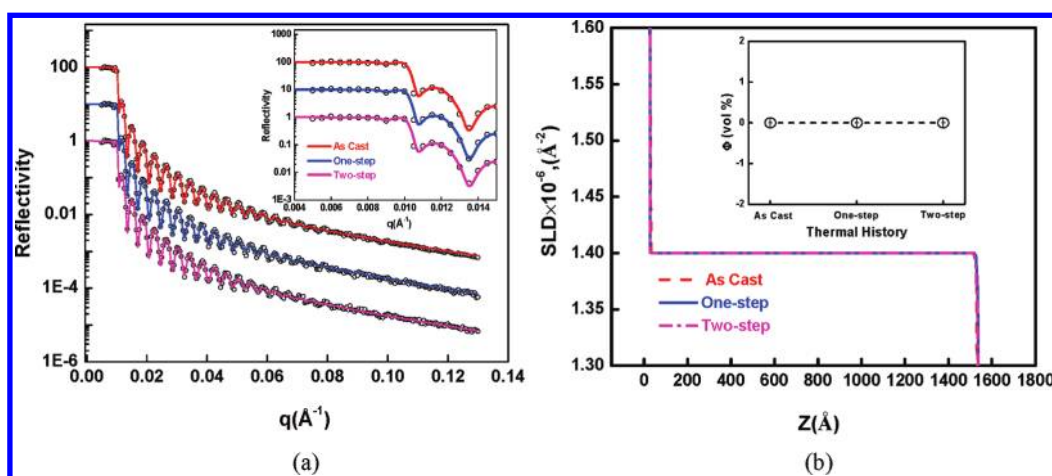 Reflectivity
100
1
0.01
1E-4
1E-6
0.00 0.02 0.04 0.06 0.08 0.10 0.12 0.14
q(Å⁻¹)
Reflectivity
1000
100
10
1
0.1
0.01
1E-3
0.004 0.006 0.008 0.010 0.012 0.014
q(Å⁻¹)
As Cast
One-step
Two-step
(a)
SLD×10⁻⁶,(Å⁻²)
1.60
1.55
1.50
1.45
1.40
1.35
1.30
0 200 400 600 800 1000 1200 1400 1600 1800
Z(Å)
Φ (vol %)
2
1
0
-1
-2
As Cast One-step Two-step
Thermal History
As Cast
One-step
Two-step
(b)